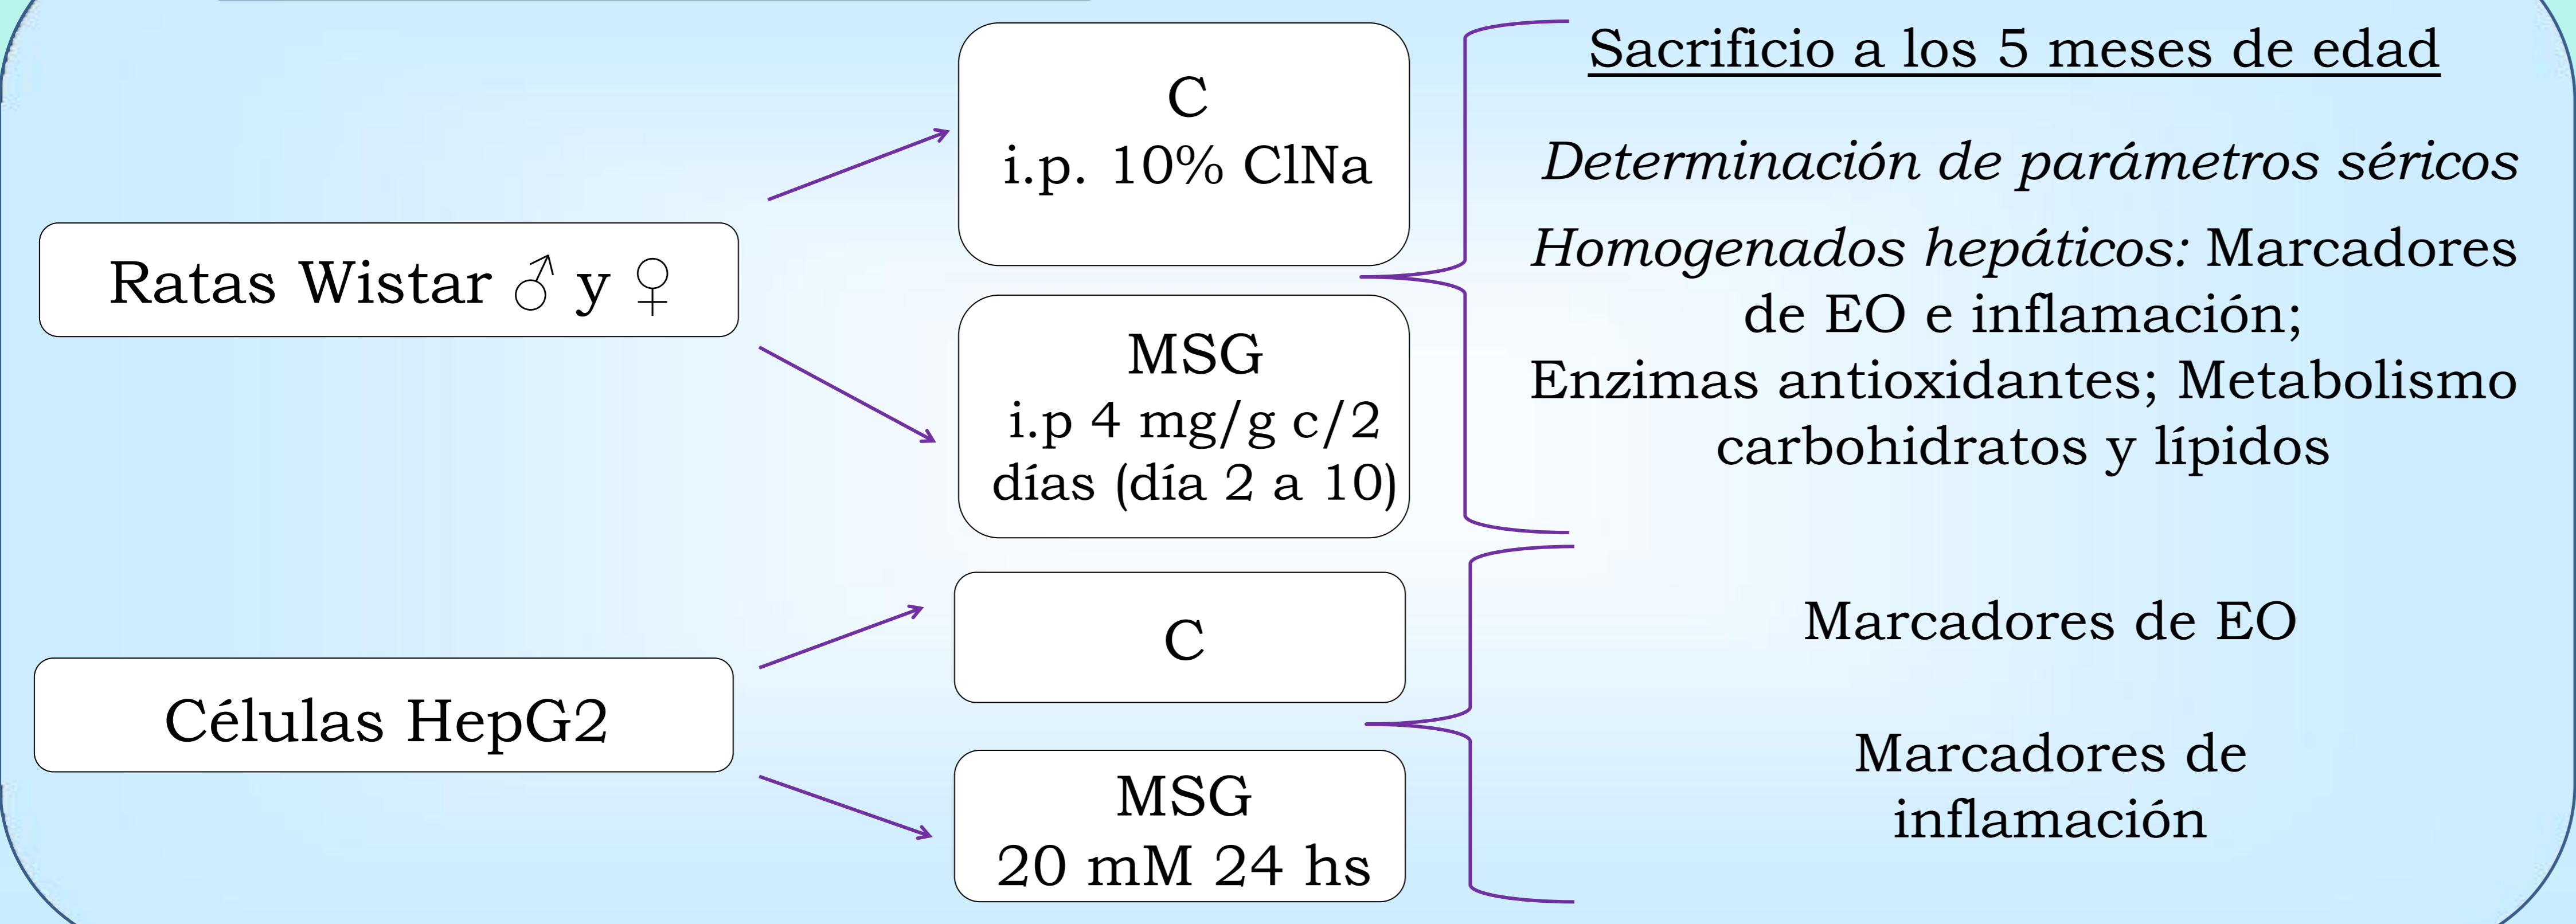 Ratas Wistar ♂ y ♀
C
i.p. 10% ClNa
MSG
i.p 4 mg/g c/2
días (día 2 a 10)
Sacrificio a los 5 meses de edad
Determinación de parámetros séricos
Homogenados hepáticos: Marcadores
de EO e inflamación;
Enzimas antioxidantes; Metabolismo
carbohidratos y lípidos
Células HepG2
C
MSG
20 mM 24 hs
Marcadores de EO
Marcadores de
inflamación